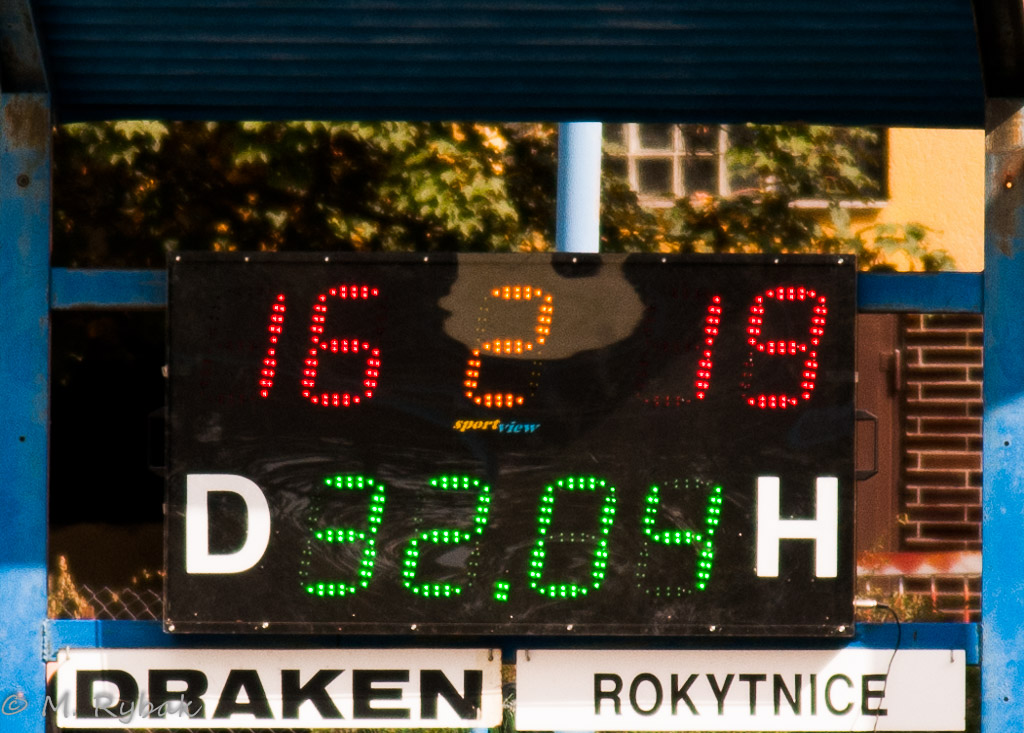 16 2 19
sportview
D 32.04 H
DRAKEN ROKYTNICE
© M. Rybak